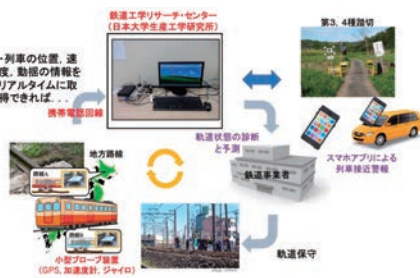 鉄道工学リサーチ・センター
(日本大学生産工学研究所)
第3, 4種踏切
・列車の位置, 速
度, 動揺の情報を
リアルタイムに取
得できれば...
携帯電話回線
軌道状態の診断
と予測
地方路線
鉄道事業者
スマホアプリによる
列車接近警報
小型プローブ装置
(GPS, 加速度計, ジャイロ)
軌道保守